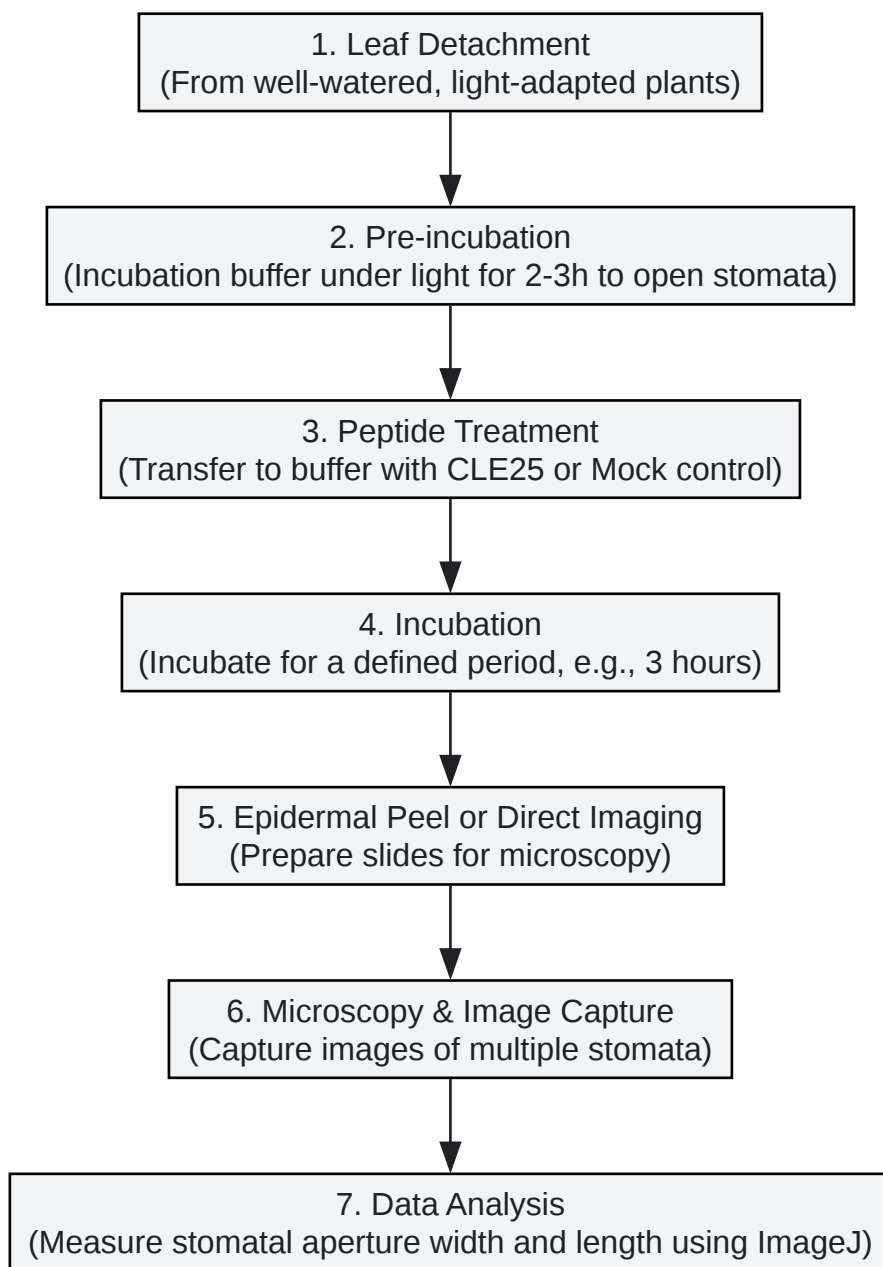 1. Leaf Detachment
(From well-watered, light-adapted plants)
2. Pre-incubation
(Incubation buffer under light for 2-3h to open stomata)
3. Peptide Treatment
(Transfer to buffer with CLE25 or Mock control)
4. Incubation
(Incubate for a defined period, e.g., 3 hours)
5. Epidermal Peel or Direct Imaging
(Prepare slides for microscopy)
6. Microscopy & Image Capture
(Capture images of multiple stomata)
7. Data Analysis
(Measure stomatal aperture width and length using ImageJ)